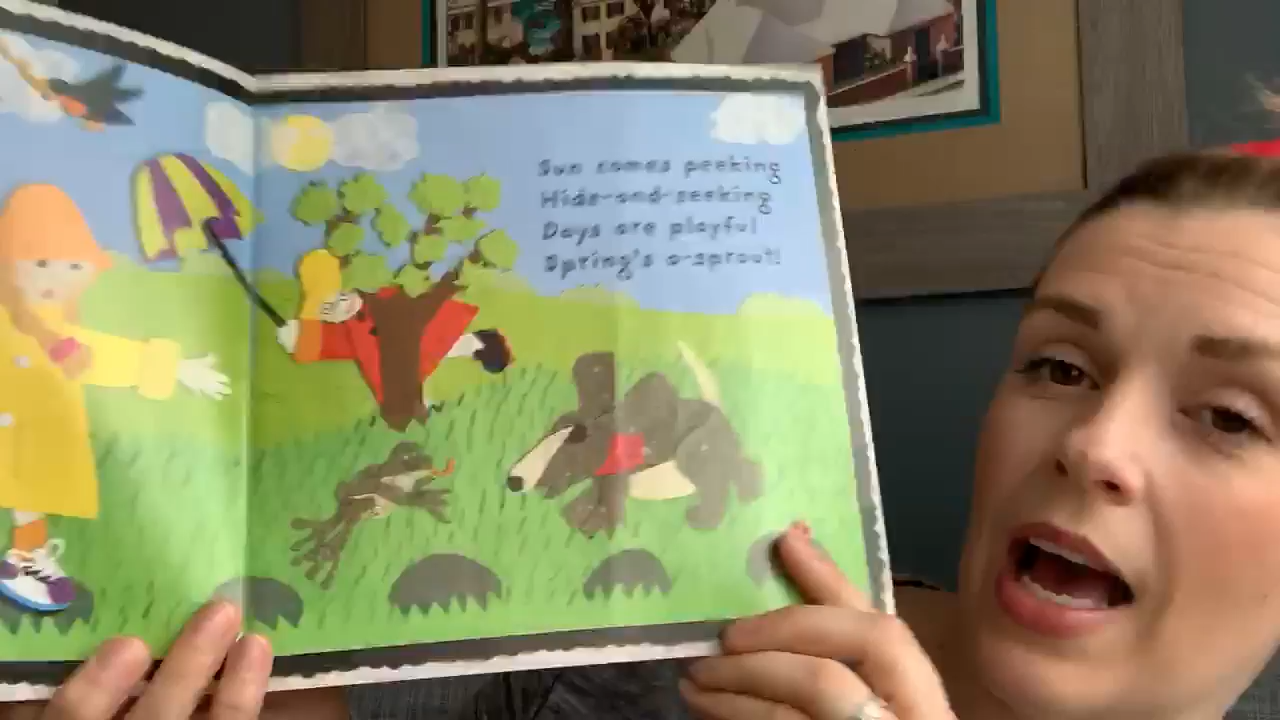 Sun comes peeking
Hide-and-seeking
Days are playful
Spring's a-sprout!